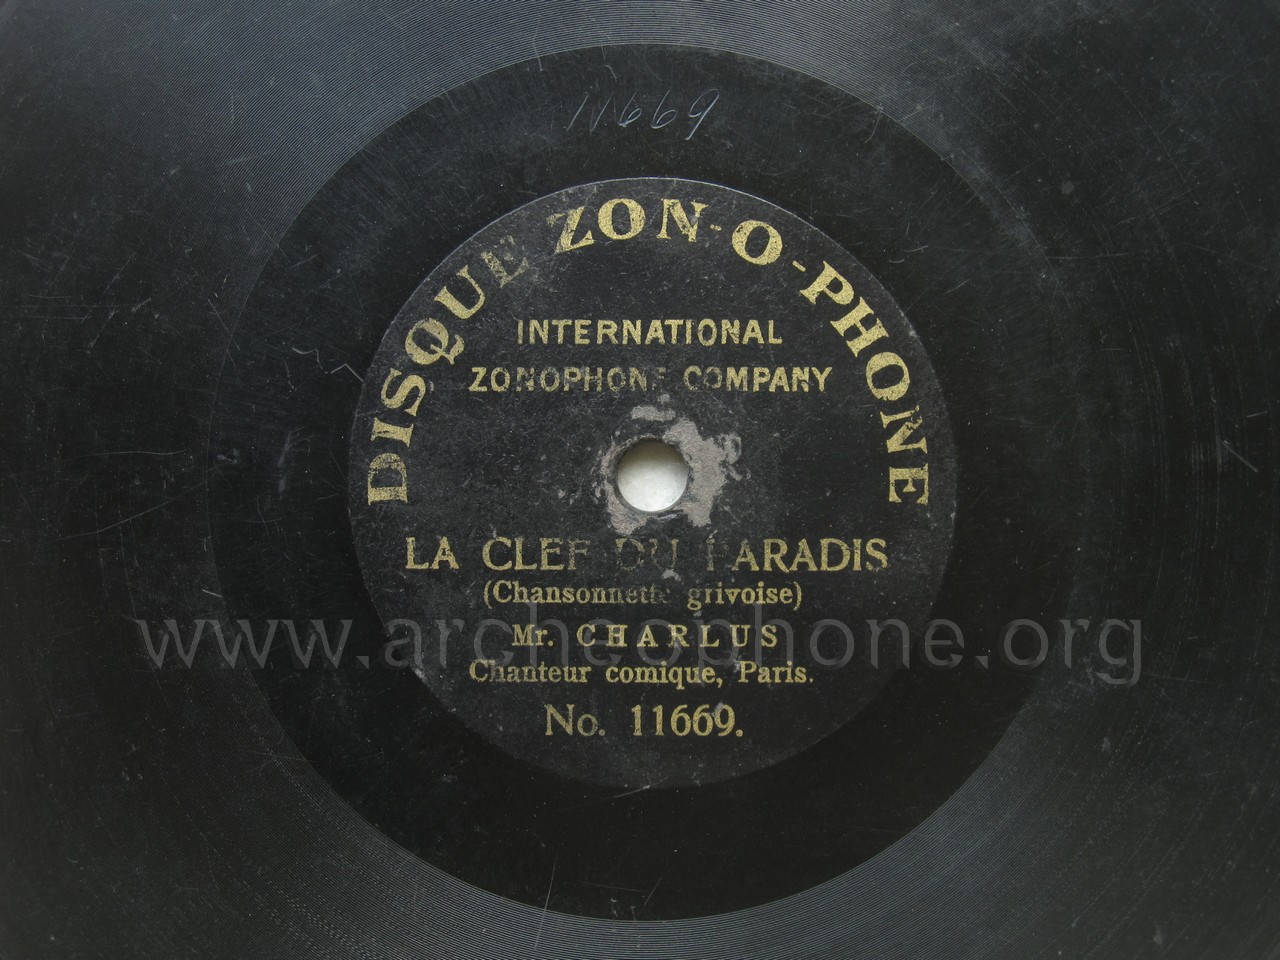 11669
DISQUE ZON-O-PHONE
INTERNATIONAL
ZONOPHONE COMPANY
LA CLEF DU PARADIS
(Chansonnette grivoise)
www.archeophone.org
Mr. CHARLUS
Chanteur comique, Paris.
No. 11669.